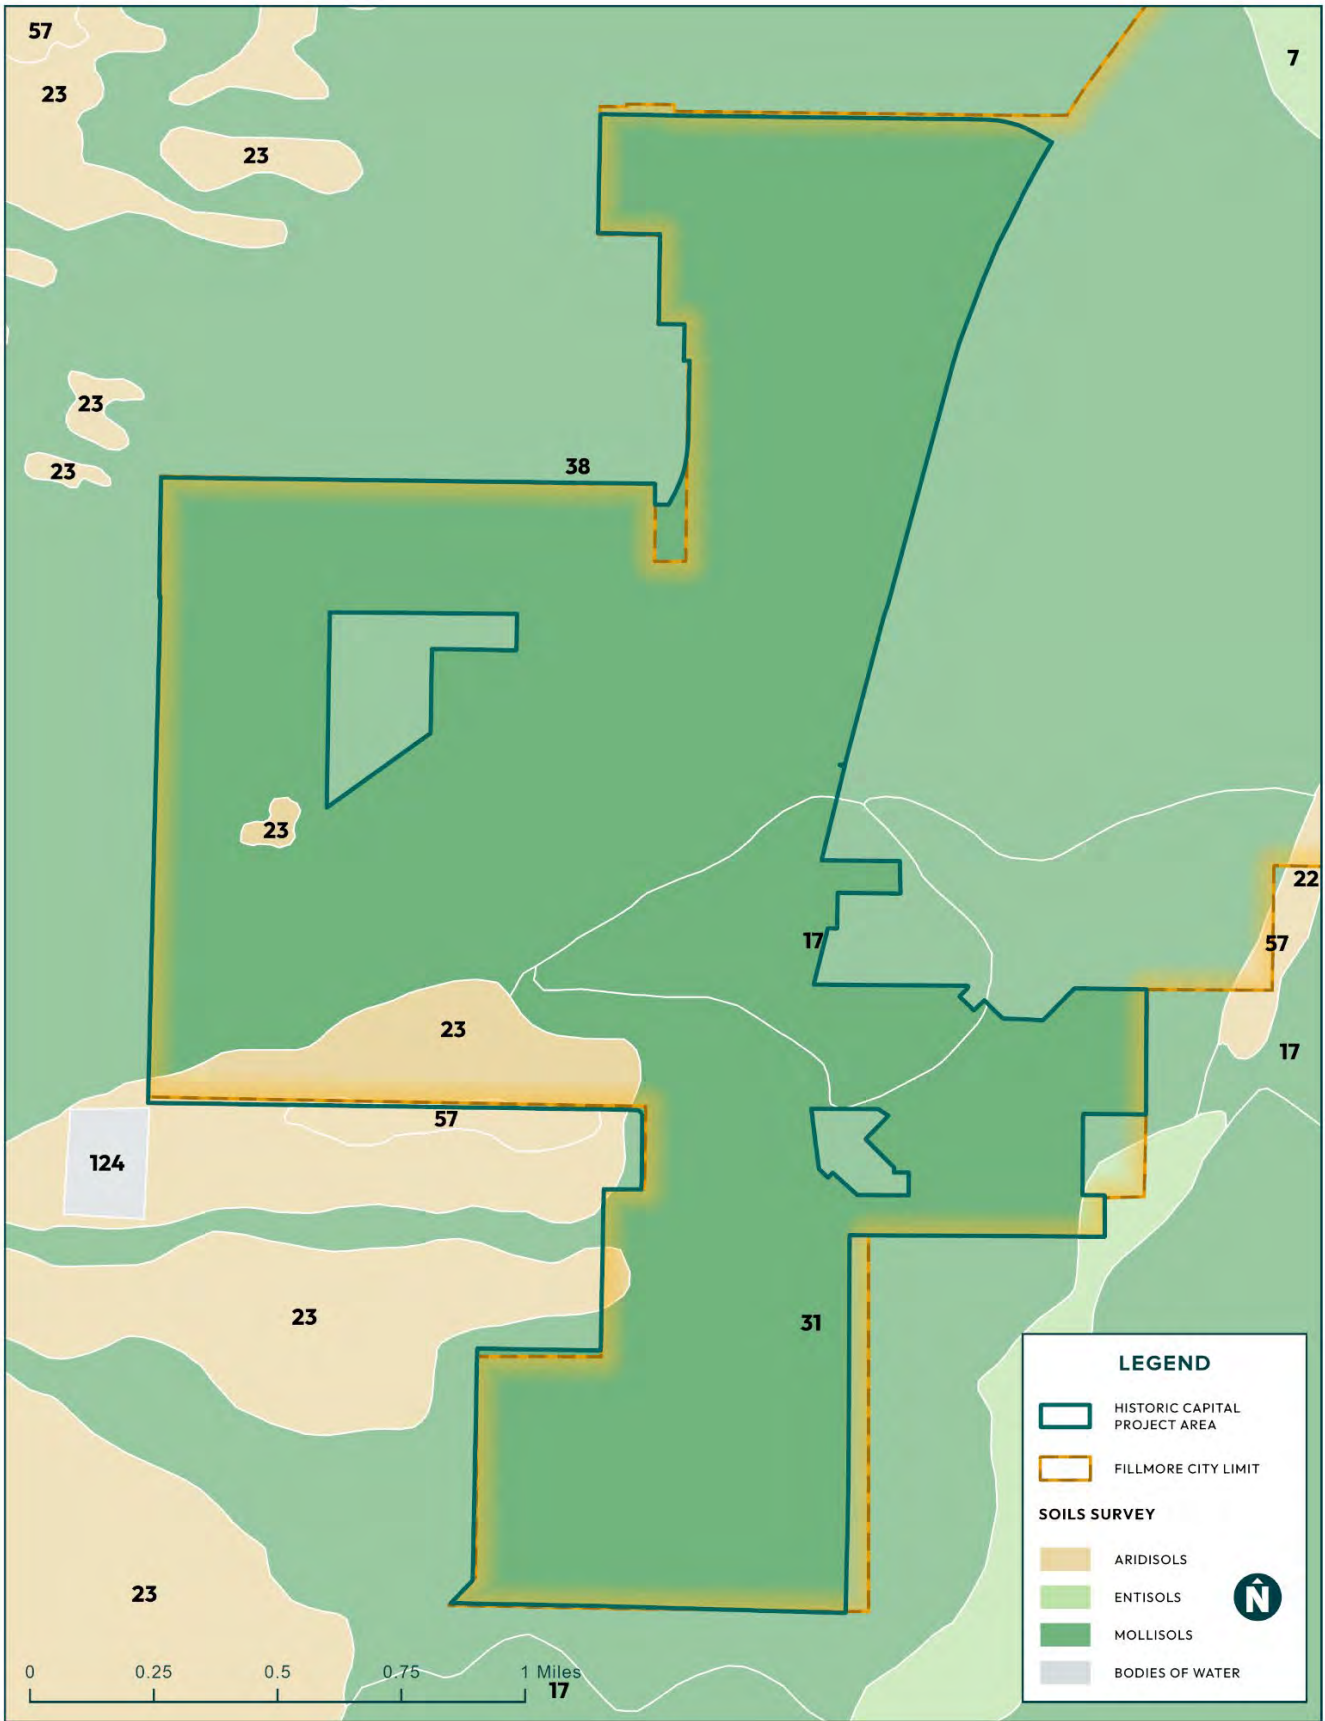 57
7
23
23
23
38
23
23
22
17
57
23
17
57
124
23
31
LEGEND
HISTORIC CAPITAL
PROJECT AREA
FILLMORE CITY LIMIT
SOILS SURVEY
ARIDISOLS
ENTISOLS
MOLLISOLS
BODIES OF WATER
N
23
0 0.25 0.5 0.75 1 Miles
17